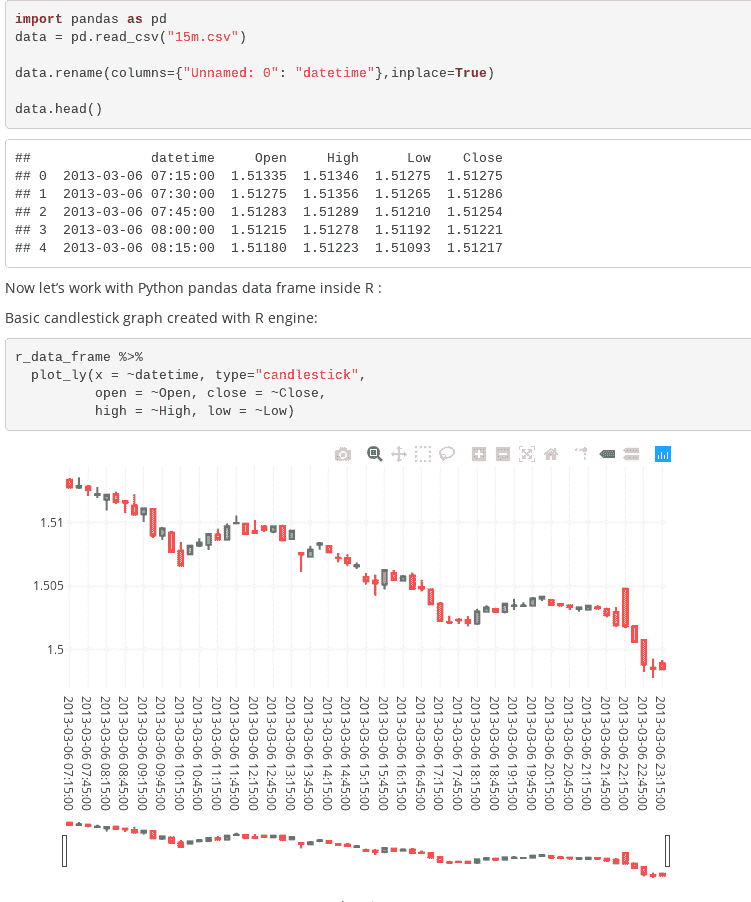 import pandas as pd
data = pd.read_csv("15m.csv")
data.rename(columns={"Unnamed: 0": "datetime"},inplace=True)
data.head()
##               datetime     Open     High      Low    Close
## 0  2013-03-06 07:15:00  1.51335  1.51346  1.51275  1.51275
## 1  2013-03-06 07:30:00  1.51275  1.51356  1.51265  1.51286
## 2  2013-03-06 07:45:00  1.51283  1.51289  1.51210  1.51254
## 3  2013-03-06 08:00:00  1.51215  1.51278  1.51192  1.51221
## 4  2013-03-06 08:15:00  1.51180  1.51223  1.51093  1.51217
Now let's work with Python pandas data frame inside R :
Basic candlestick graph created with R engine:
r_data_frame %>%
  plot_ly(x = ~datetime, type="candlestick",
          open = ~Open, close = ~Close,
          high = ~High, low = ~Low)
1.51
1.505
1.5
2013-03-06 07:15:00
2013-03-06 07:45:00
2013-03-06 08:15:00
2013-03-06 08:45:00
2013-03-06 09:15:00
2013-03-06 09:45:00
2013-03-06 10:15:00
2013-03-06 10:45:00
2013-03-06 11:15:00
2013-03-06 11:45:00
2013-03-06 12:15:00
2013-03-06 12:45:00
2013-03-06 13:15:00
2013-03-06 13:45:00
2013-03-06 14:15:00
2013-03-06 14:45:00
2013-03-06 15:15:00
2013-03-06 15:45:00
2013-03-06 16:15:00
2013-03-06 16:45:00
2013-03-06 17:15:00
2013-03-06 17:45:00
2013-03-06 18:15:00
2013-03-06 18:45:00
2013-03-06 19:15:00
2013-03-06 19:45:00
2013-03-06 20:15:00
2013-03-06 20:45:00
2013-03-06 21:15:00
2013-03-06 21:45:00
2013-03-06 22:15:00
2013-03-06 22:45:00
2013-03-06 23:15:00